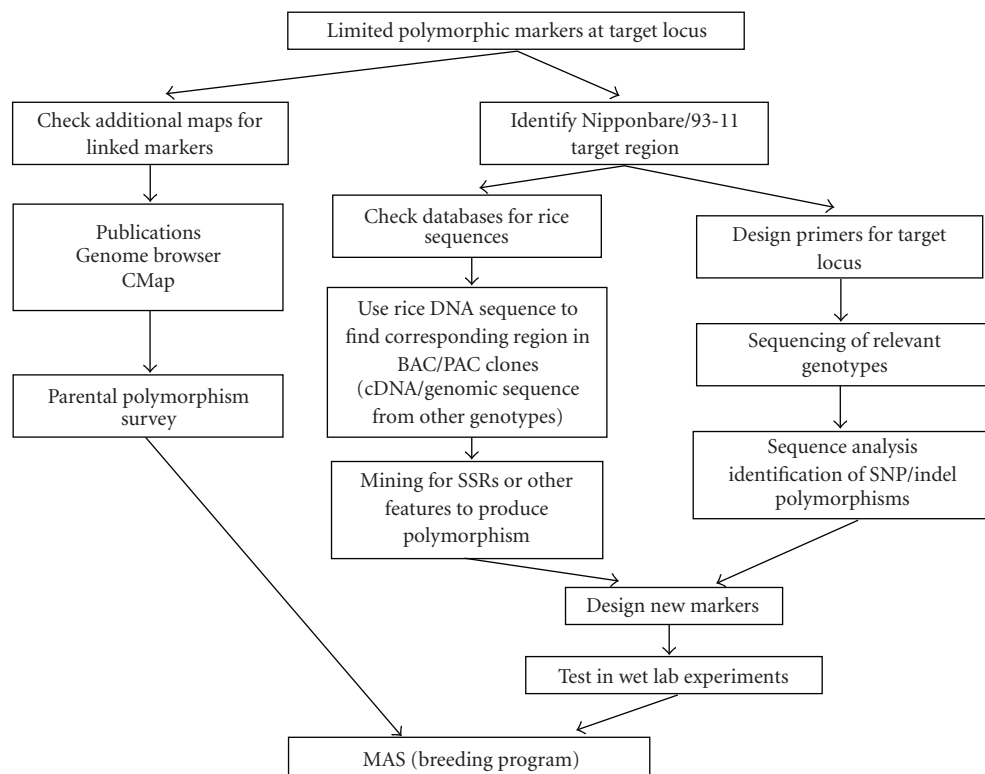 Limited polymorphic markers at target locus
Check additional maps for
linked markers
Identify Nipponbare/93-11
target region
Publications
Genome browser
CMap
Check databases for rice
sequences
Design primers for target
locus
Use rice DNA sequence to
find corresponding region in
BAC/PAC clones
(cDNA/genomic sequence
from other genotypes)
Sequencing of relevant
genotypes
Parental polymorphism
survey
Mining for SSRs or other
features to produce
polymorphism
Sequence analysis
identification of SNP/indel
polymorphisms
Design new markers
Test in wet lab experiments
MAS (breeding program)